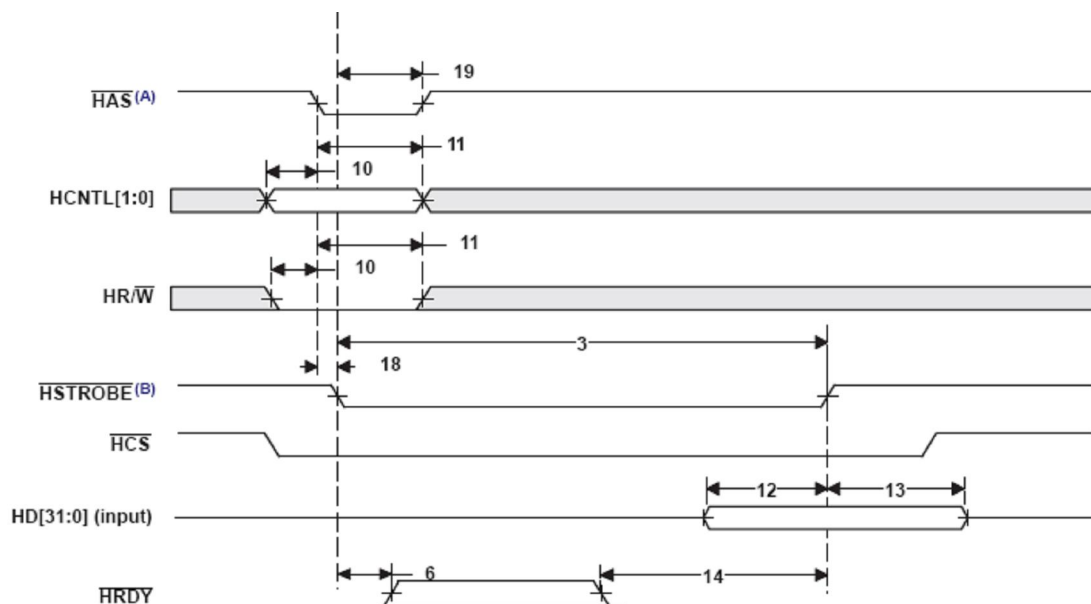 19
HAS(A)
11
10
HCNTL[1:0]
11
10
HR/W
3
18
HSTROBE(B)
HCS
12 13
HD[31:0] (input)
6 14
HRDY